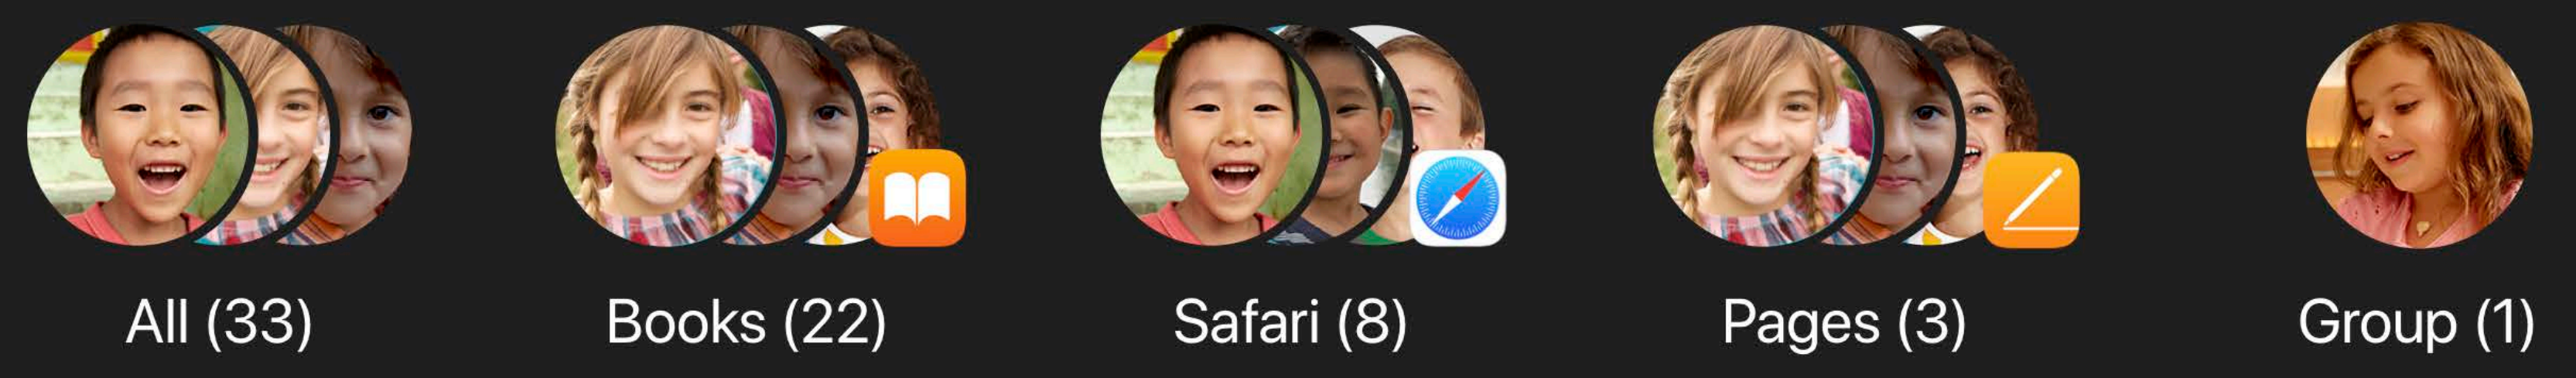 All (33)
Books (22)
Safari (8)
Pages (3)
Group (1)